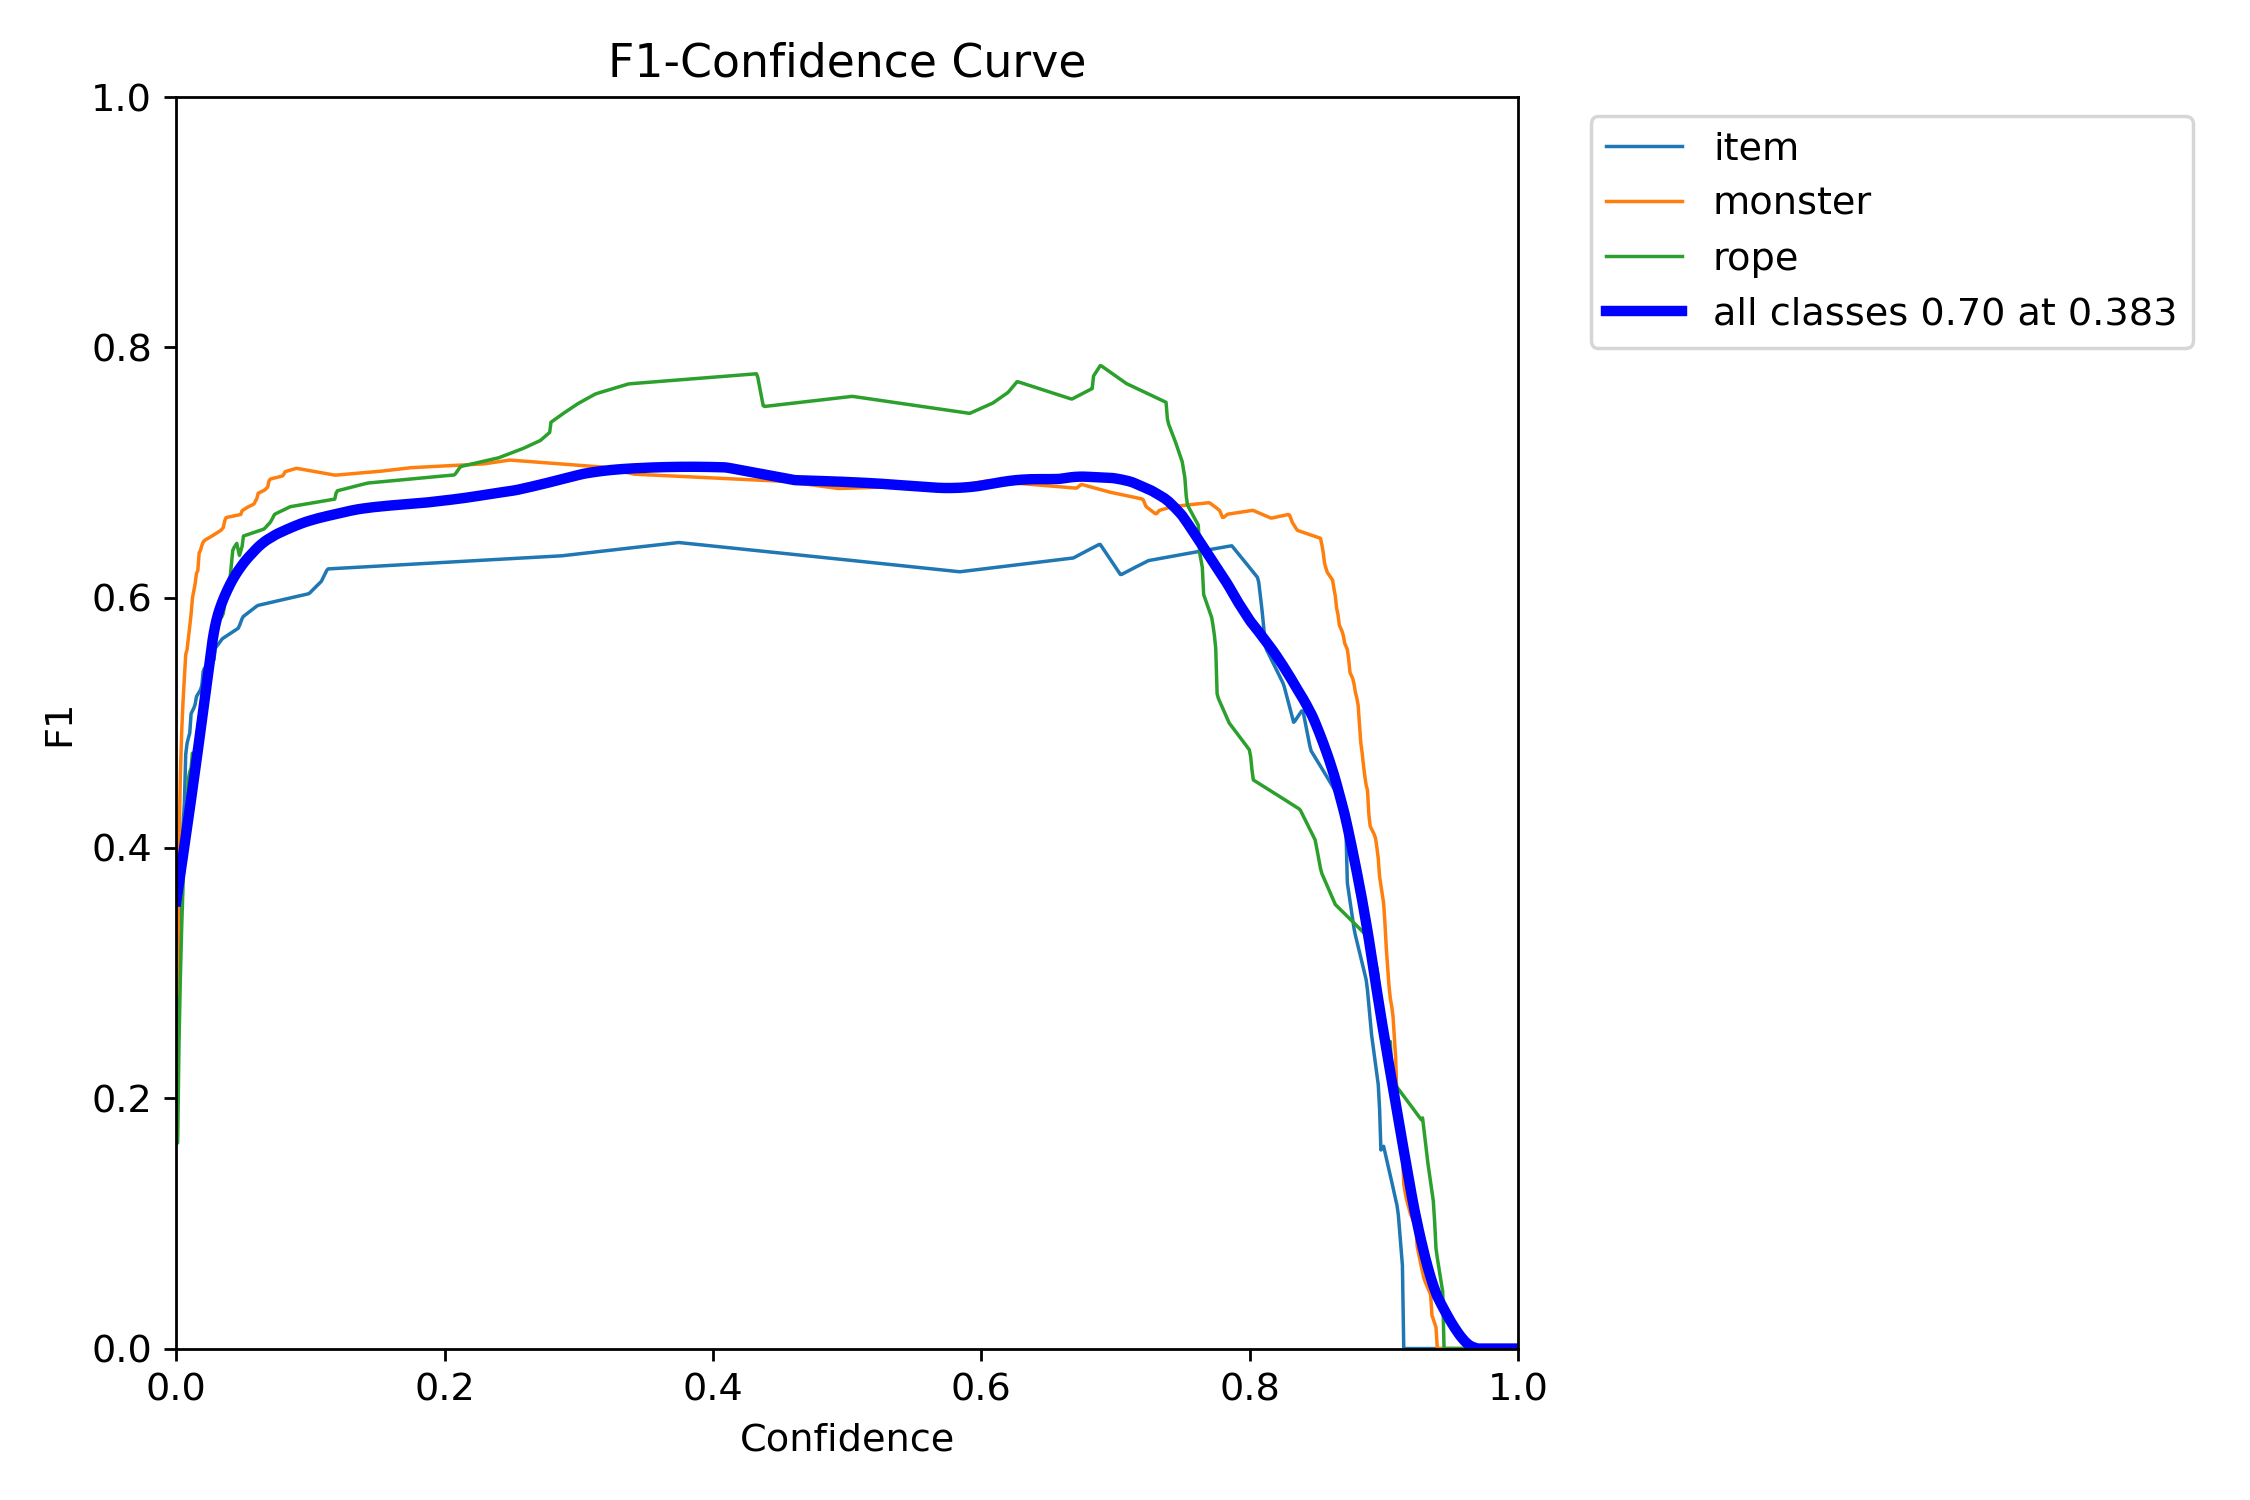 F1-Confidence Curve
1.0
0.8
0.6
0.4
0.2
0.0
F1
0.0 0.2 0.4 0.6 0.8 1.0
Confidence
item
monster
rope
all classes 0.70 at 0.383